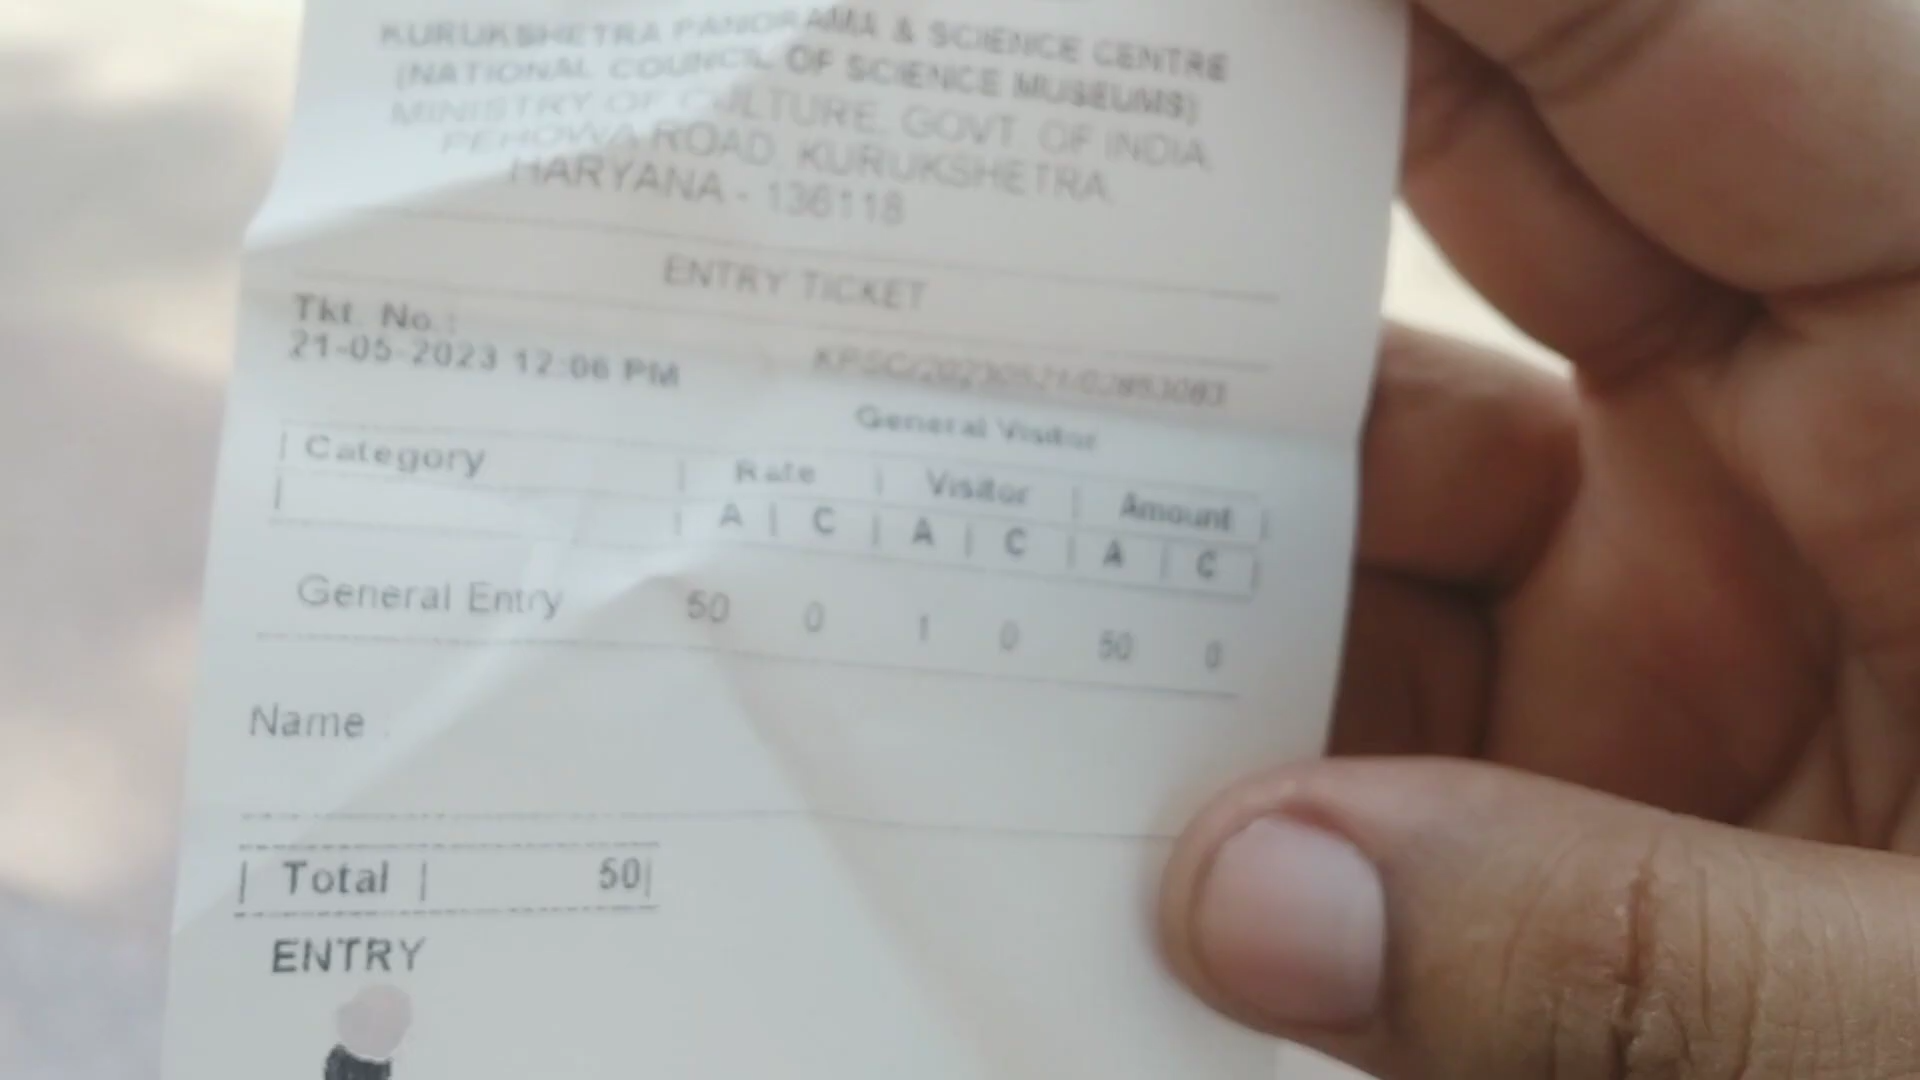 KURUKSHETRA PANORAMA & SCIENCE CENTRE
(NATIONAL COUNCIL OF SCIENCE MUSEUMS)
MINISTRY OF CULTURE, GOVT. OF INDIA
PEHOWA ROAD, KURUKSHETRA,
HARYANA - 136118
ENTRY TICKET
Tkt. No.:
21-05-2023 12:06 PM
General Visitor
| Category | Rate | Visitor | Amount |
| | A | C | A | C | A | C |
General Entry 50 0 1 0 50 0
Name :
| Total | 50|
ENTRY